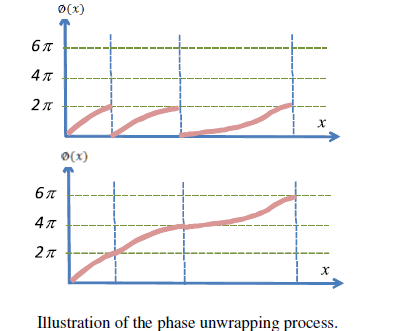 ø(x)
6π
4π
2π
x
ø(x)
6π
4π
2π
x
Illustration of the phase unwrapping process.